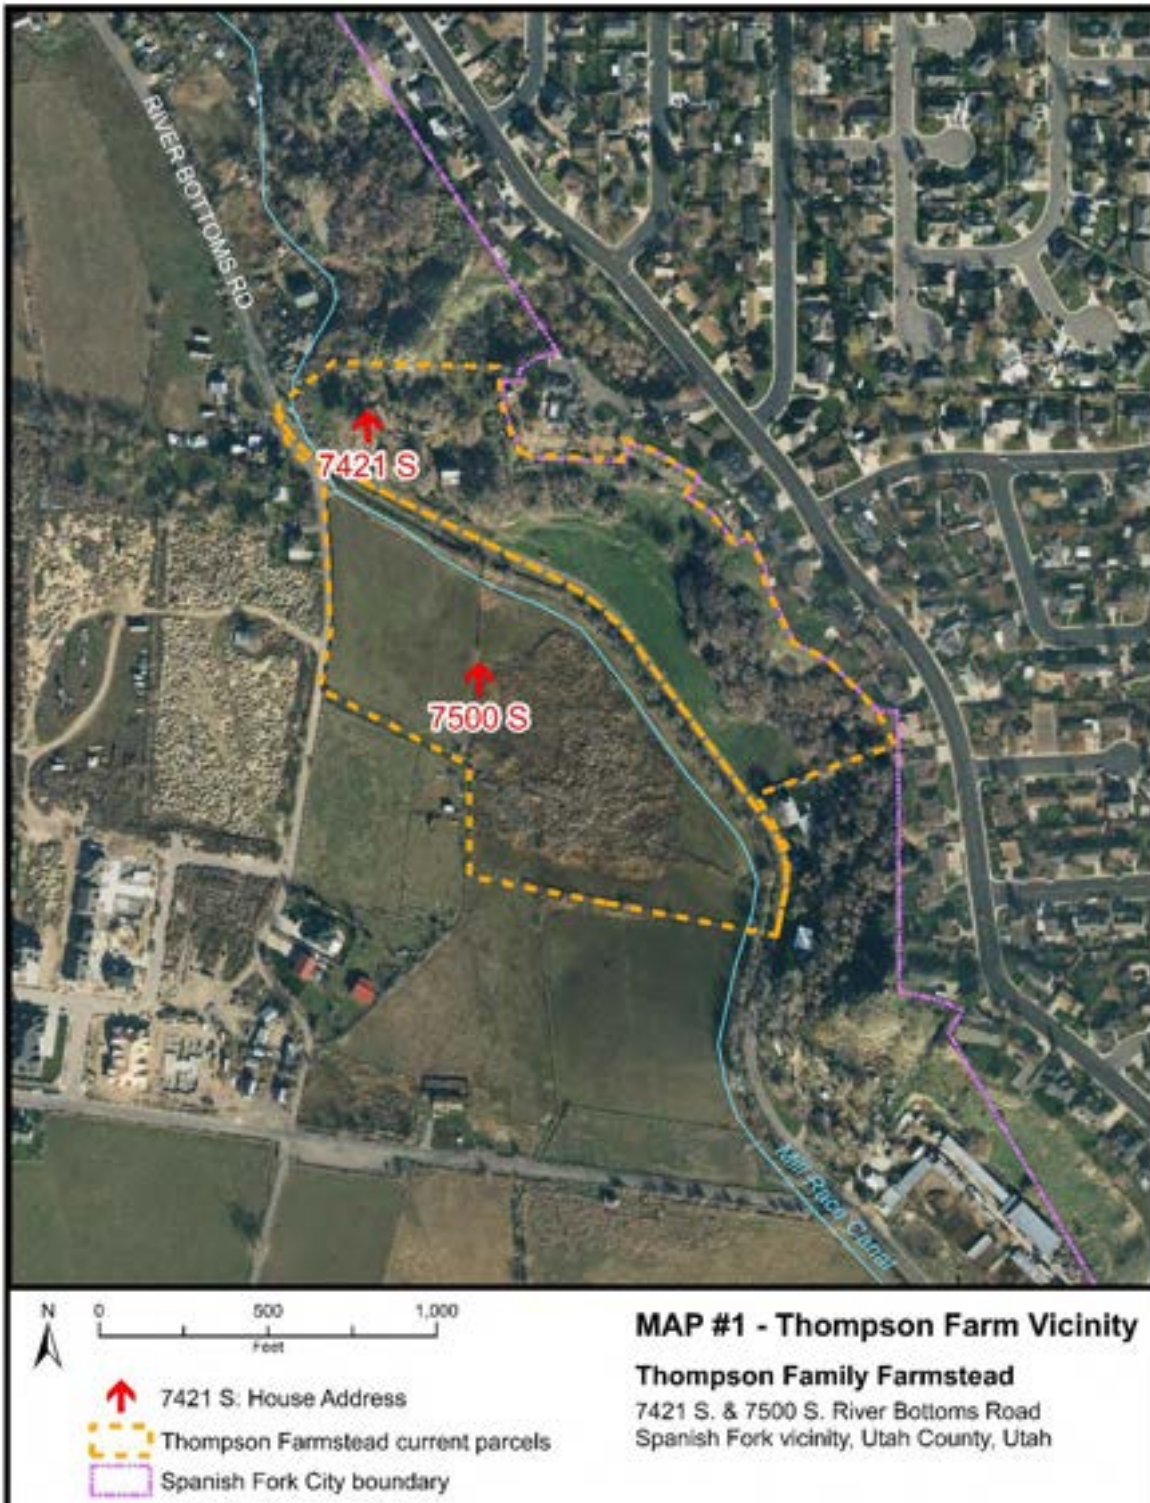 RIVER BOTTOMS RD
7421 S
7500 S
Mill Race Canal
N
0 500 1,000
Feet
MAP #1 - Thompson Farm Vicinity
Thompson Family Farmstead
7421 S. & 7500 S. River Bottoms Road
Spanish Fork vicinity, Utah County, Utah
7421 S: House Address
Thompson Farmstead current parcels
Spanish Fork City boundary